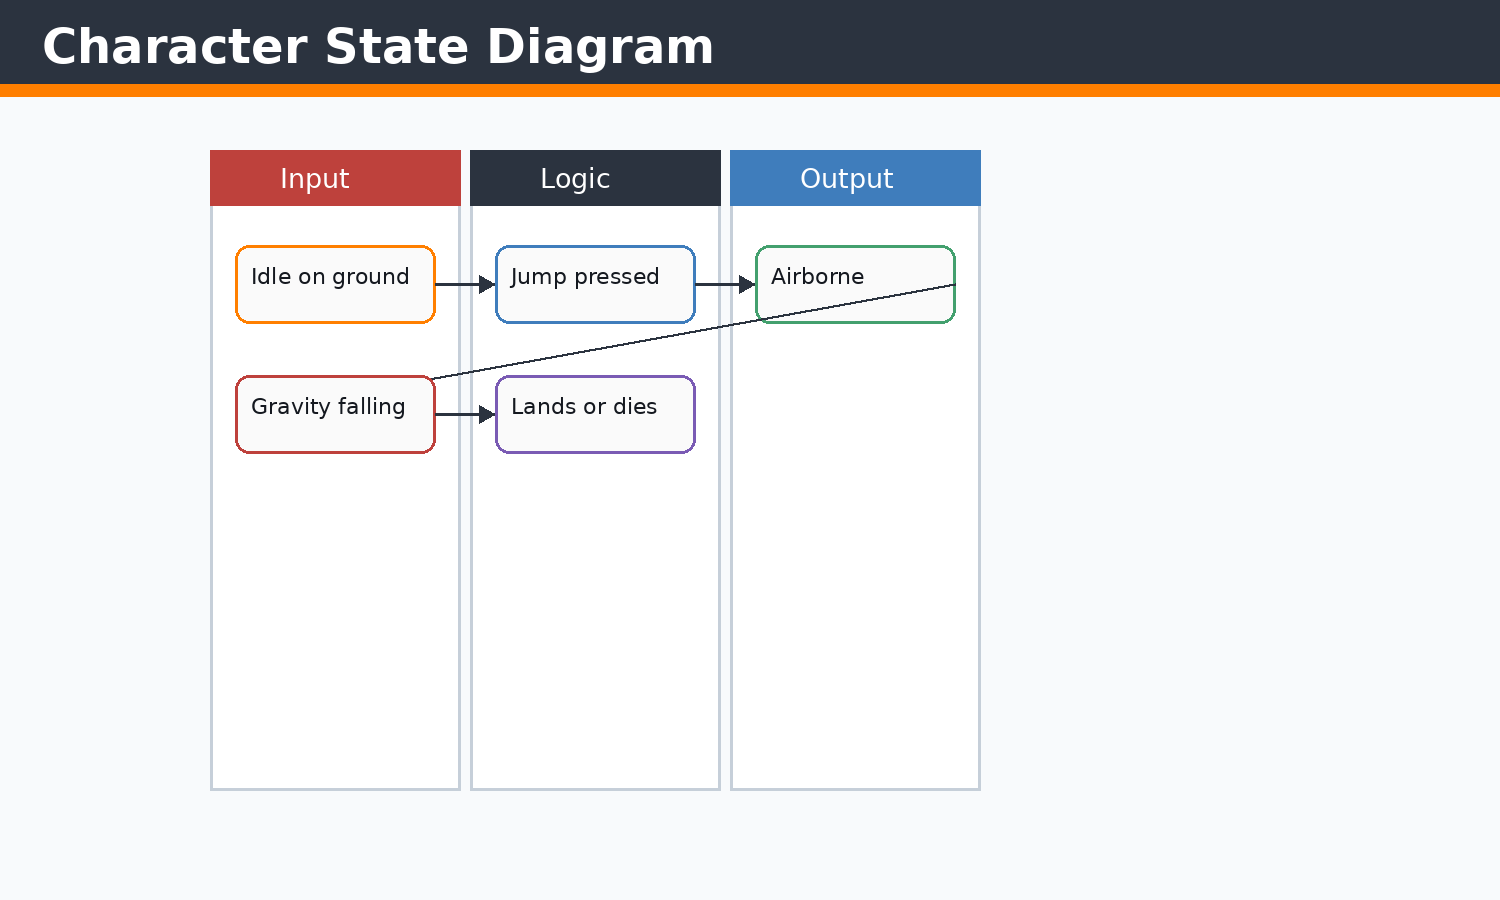 Character State Diagram
Input
Logic
Output
Idle on ground
Jump pressed
Airborne
Gravity falling
Lands or dies